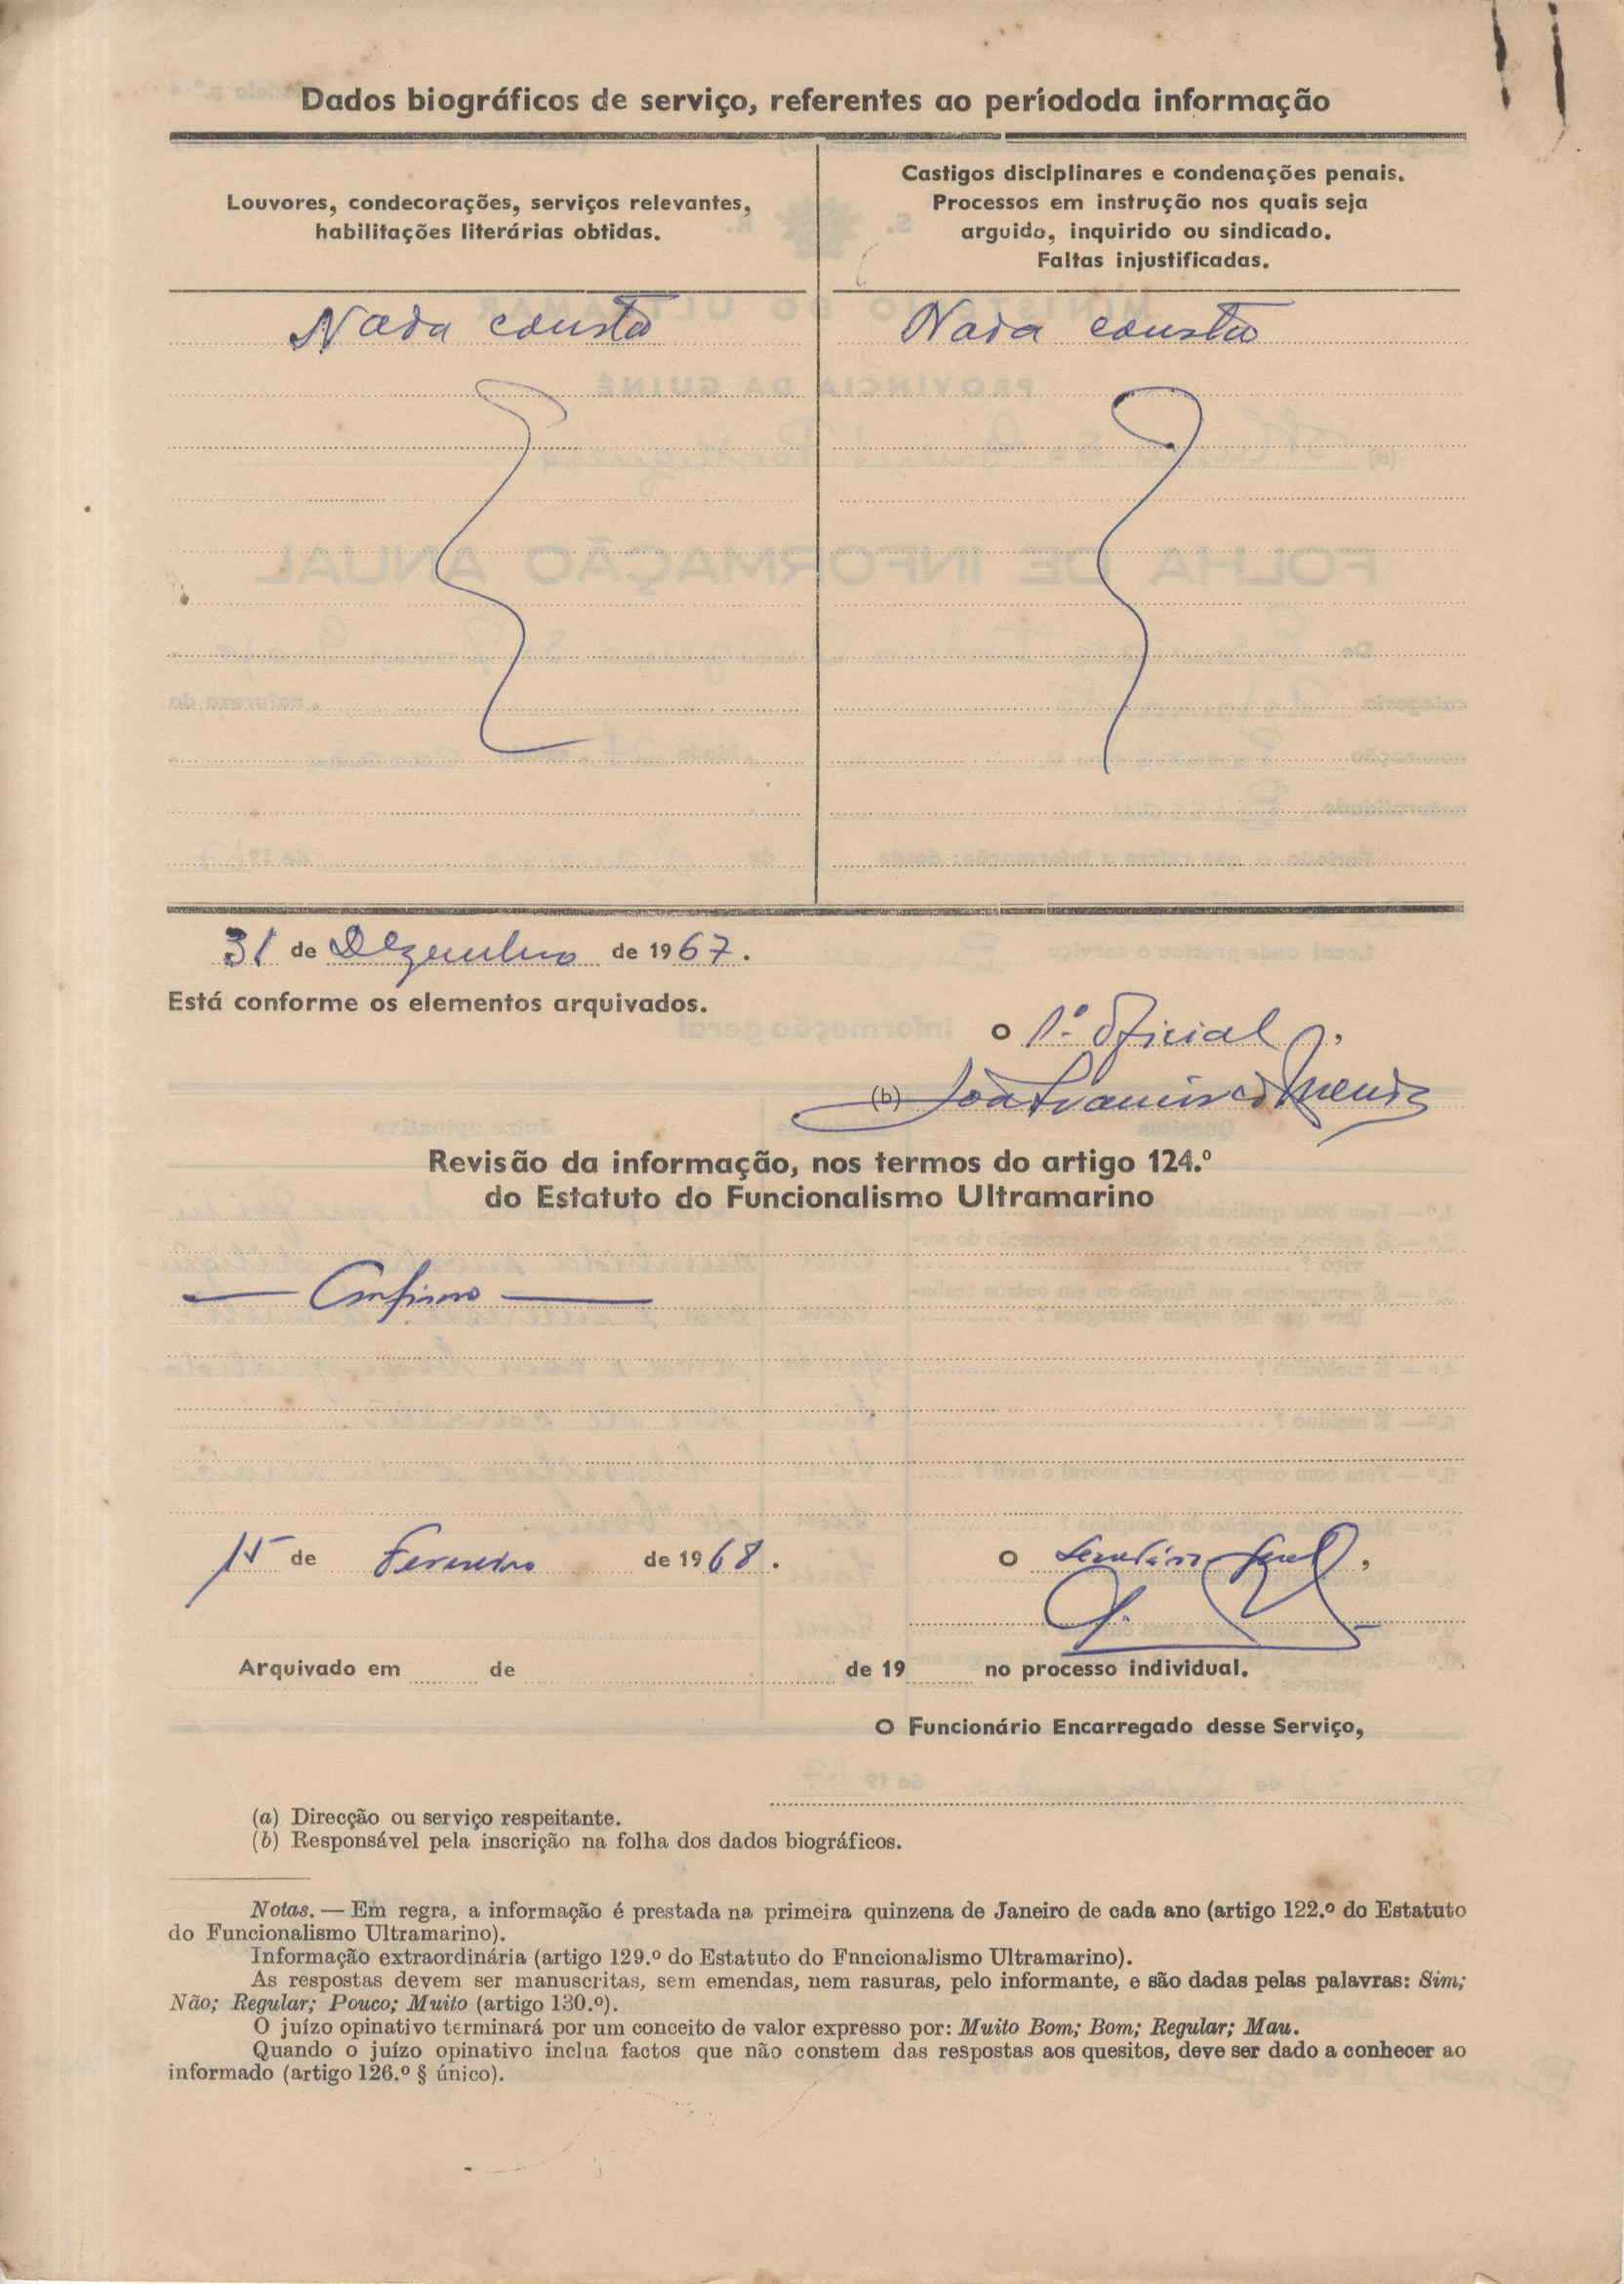 Dados biográficos de serviço, referentes ao períododa informação
Louvores, condecorações, serviços relevantes,
habilitações literárias obtidas.
Castigos disciplinares e condenações penais.
Processos em instrução nos quais seja
arguido, inquirido ou sindicado.
Faltas injustificadas.
Nada consta
Nada consta
31 de Dezembro de 1967.
Está conforme os elementos arquivados.
O 1.º Oficial,
(b) João Francisco Mendes
Revisão da informação, nos termos do artigo 124.º
do Estatuto do Funcionalismo Ultramarino
— Confirmo —
15 de Fevereiro de 1968.
O Secretário Geral,
Arquivado em de de 19 no processo individual.
O Funcionário Encarregado desse Serviço,
(a) Direcção ou serviço respeitante.
(b) Responsável pela inscrição na folha dos dados biográficos.
Notas. — Em regra, a informação é prestada na primeira quinzena de Janeiro de cada ano (artigo 122.º do Estatuto
do Funcionalismo Ultramarino).
Informação extraordinária (artigo 129.º do Estatuto do Fnncionalismo Ultramarino).
As respostas devem ser manuscritas, sem emendas, nem rasuras, pelo informante, e são dadas pelas palavras: Sim;
Não; Regular; Pouco; Muito (artigo 130.º).
O juízo opinativo terminará por um conceito de valor expresso por: Muito Bom; Bom; Regular; Mau.
Quando o juízo opinativo inclua factos que não constem das respostas aos quesitos, deve ser dado a conhecer ao
informado (artigo 126.º § único).